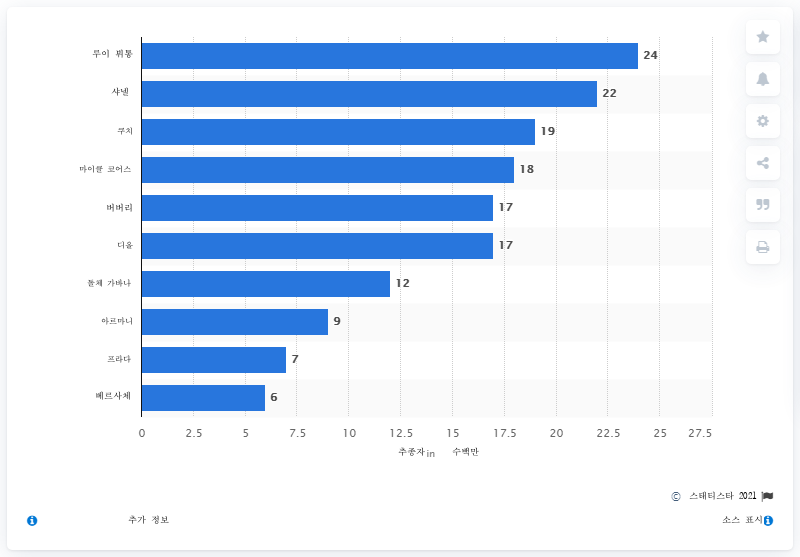 루이 뷔통 24
샤넬 22
구치 19
마이클 코어스 18
버버리 17
디올 17
돌체 가바나 12
아르마니 9
프라다 7
베르사체 6
0 2.5 5 7.5 10 12.5 15 17.5 20 22.5 25 27.5
추종자 in 수백만
© 스태티스타 2021
추가 정보
소스 표시